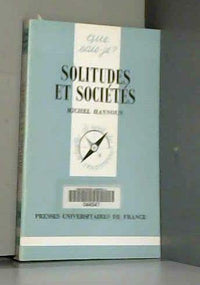 que
sais-je?
SOLITUDES
ET SOCIÉTÉS
MICHEL HANNOUN
PRESSES UNIVERSITAIRES DE FRANCE